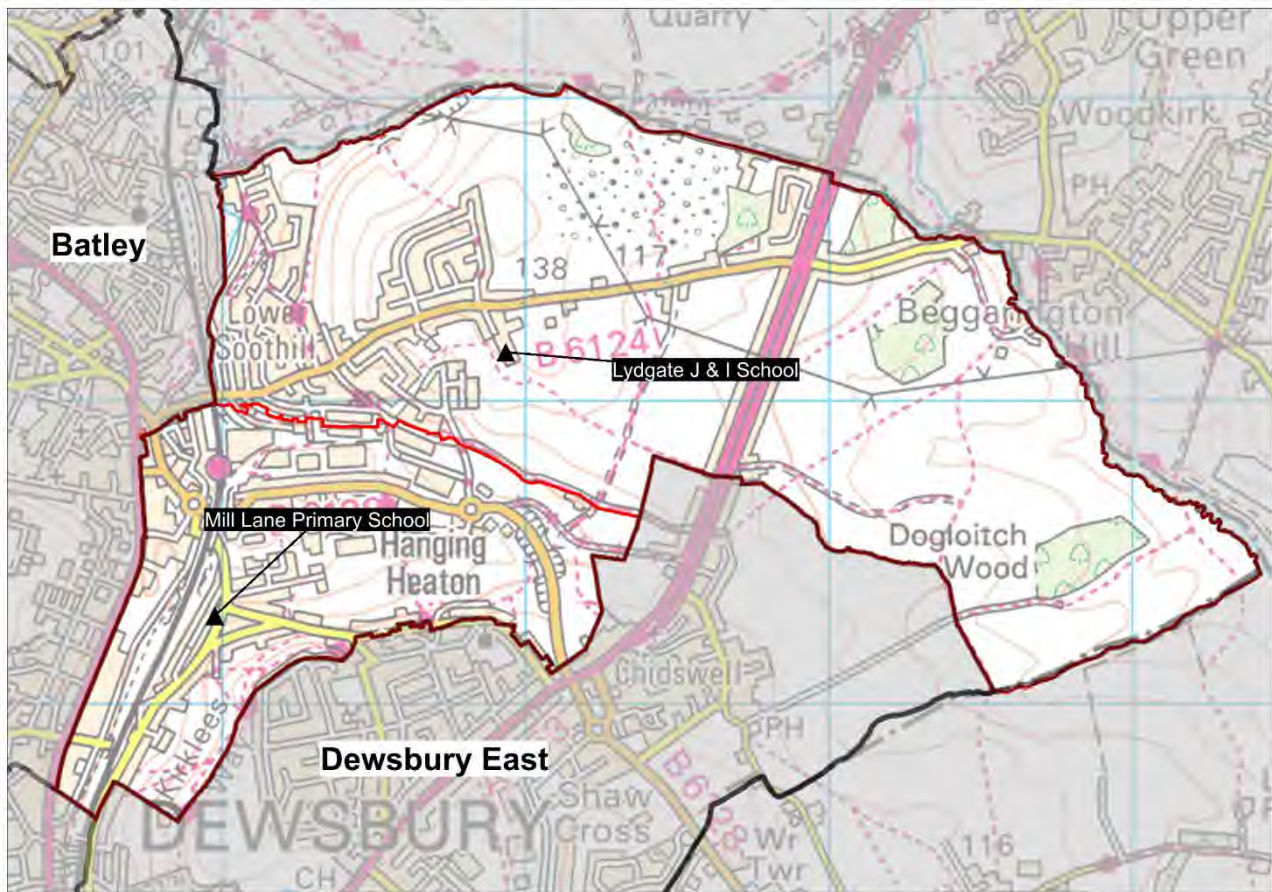 Quarry
Upper
Green
101
LC
Woodkirk
PH
Batley
138
117
Lower
Soothill
Beggarington
Hill
B 6124
Lydgate J & I School
Mill Lane Primary School
Hanging
Heaton
Dogloitch
Wood
Chidswell
PH
Kirklees
Dewsbury East
DEWSBURY
Shaw
Cross
Wr
Twr
116
CH